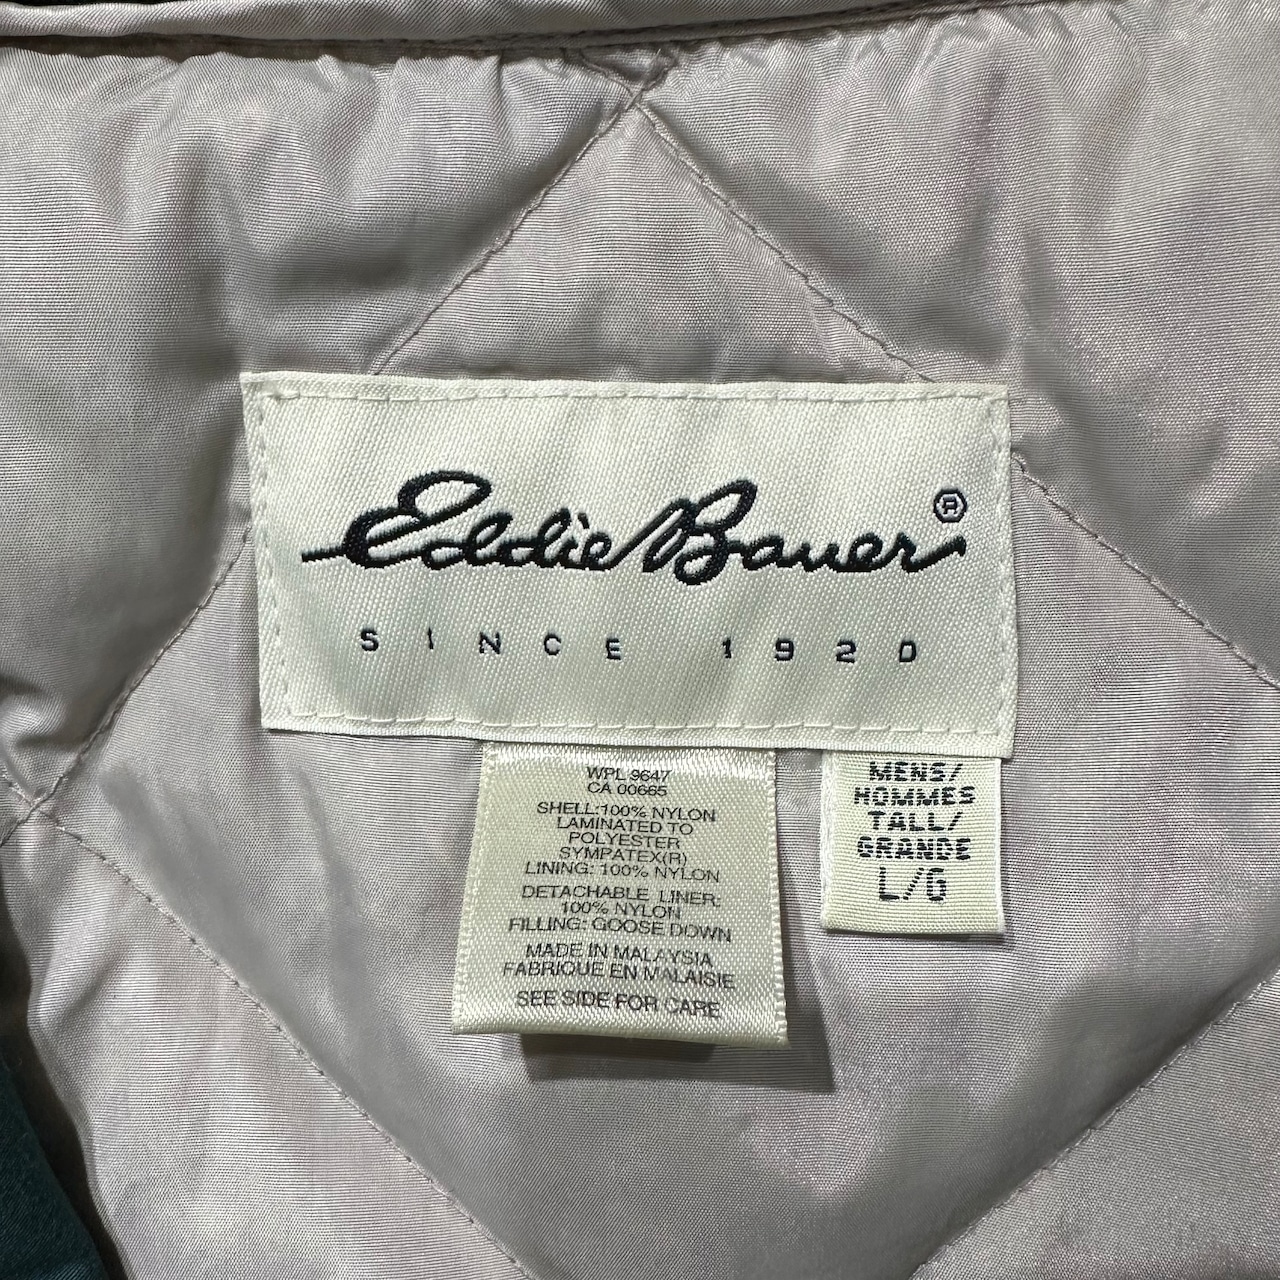 Eddie Bauer®
SINCE 1920
WPL 9647
CA 00665
SHELL:100% NYLON
LAMINATED TO
POLYESTER
SYMPATEX(R)
LINING: 100% NYLON
DETACHABLE LINER:
100% NYLON
FILLING: GOOSE DOWN
MADE IN MALAYSIA
FABRIQUE EN MALAISIE
SEE SIDE FOR CARE
MENS/
HOMMES
TALL/
GRANDE
L/G